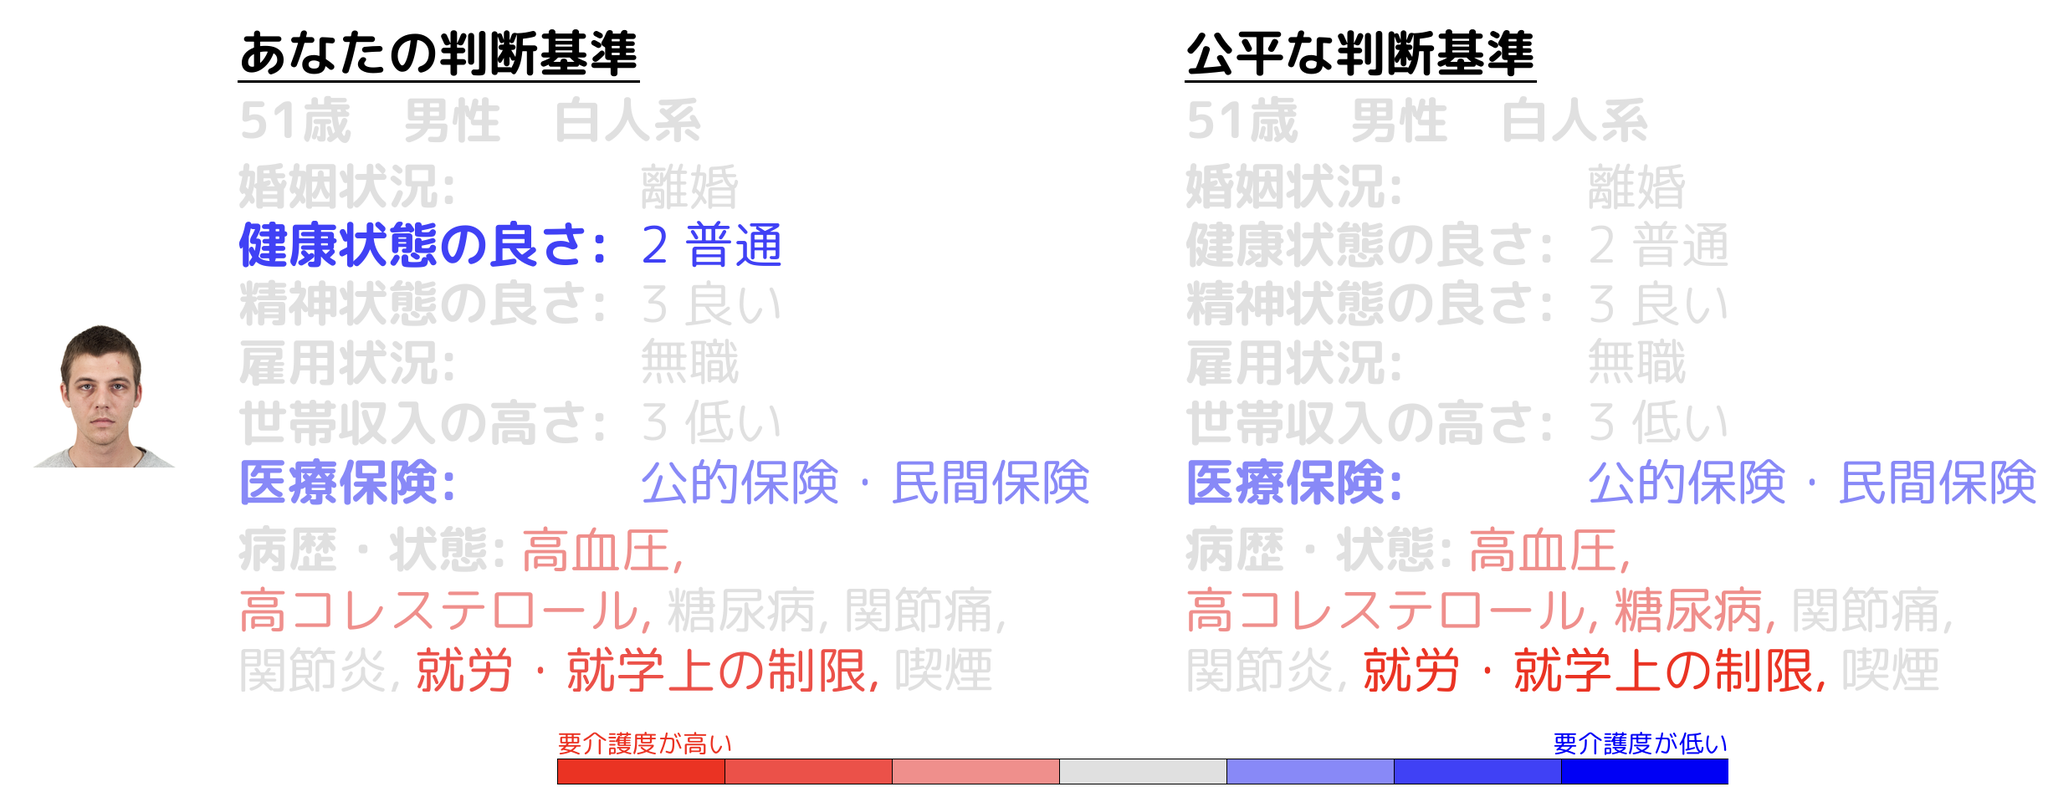 あなたの判断基準
51歳 男性 白人系
婚姻状況: 離婚
健康状態の良さ: 2 普通
精神状態の良さ: 3 良い
雇用状況: 無職
世帯収入の高さ: 3 低い
医療保険: 公的保険・民間保険
病歴・状態: 高血圧,
高コレステロール, 糖尿病, 関節痛,
関節炎, 就労・就学上の制限, 喫煙
公平な判断基準
51歳 男性 白人系
婚姻状況: 離婚
健康状態の良さ: 2 普通
精神状態の良さ: 3 良い
雇用状況: 無職
世帯収入の高さ: 3 低い
医療保険: 公的保険・民間保険
病歴・状態: 高血圧,
高コレステロール, 糖尿病, 関節痛,
関節炎, 就労・就学上の制限, 喫煙
要介護度が高い
要介護度が低い